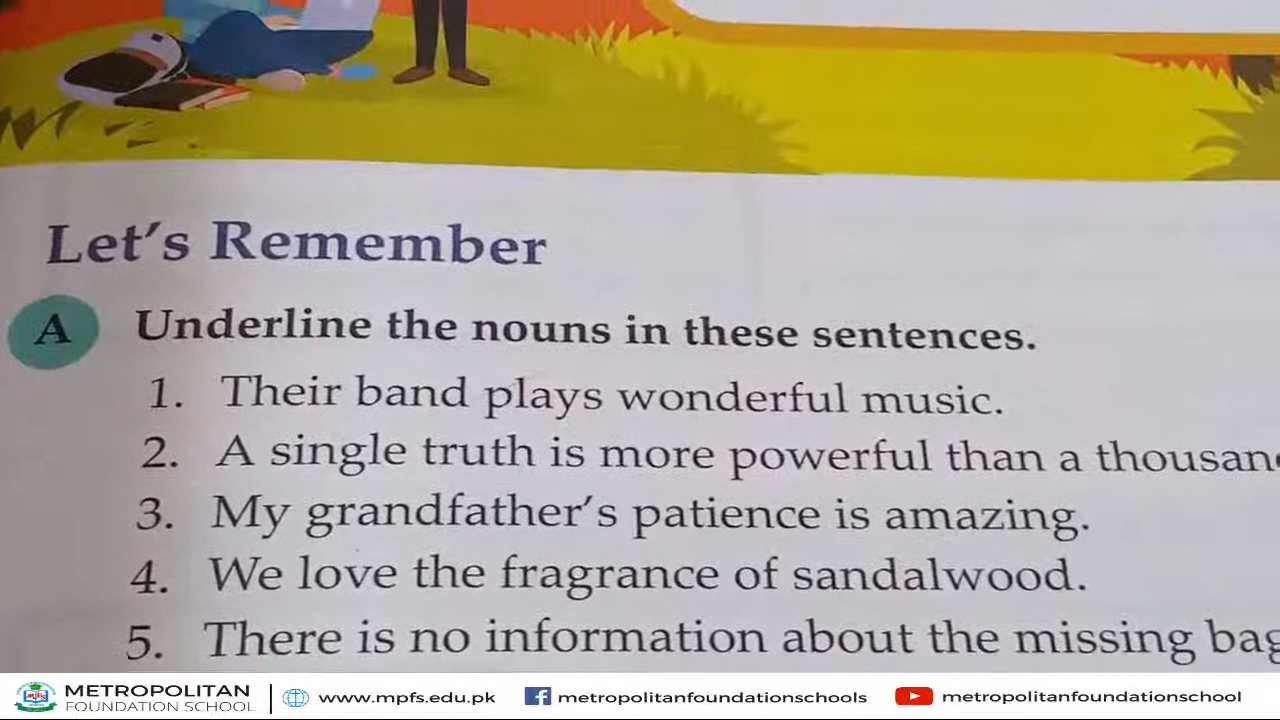 Let's Remember
A Underline the nouns in these sentences.
1. Their band plays wonderful music.
2. A single truth is more powerful than a
3. My grandfather's patience is amazing.
4. We love the fragrance of sandalwood.
5. There is no information about the missing
METROPOLITAN
FOUNDATION SCHOOL
www.mpfs.edu.pk
metropolitanfoundationschools
metropolitanfoundationschool